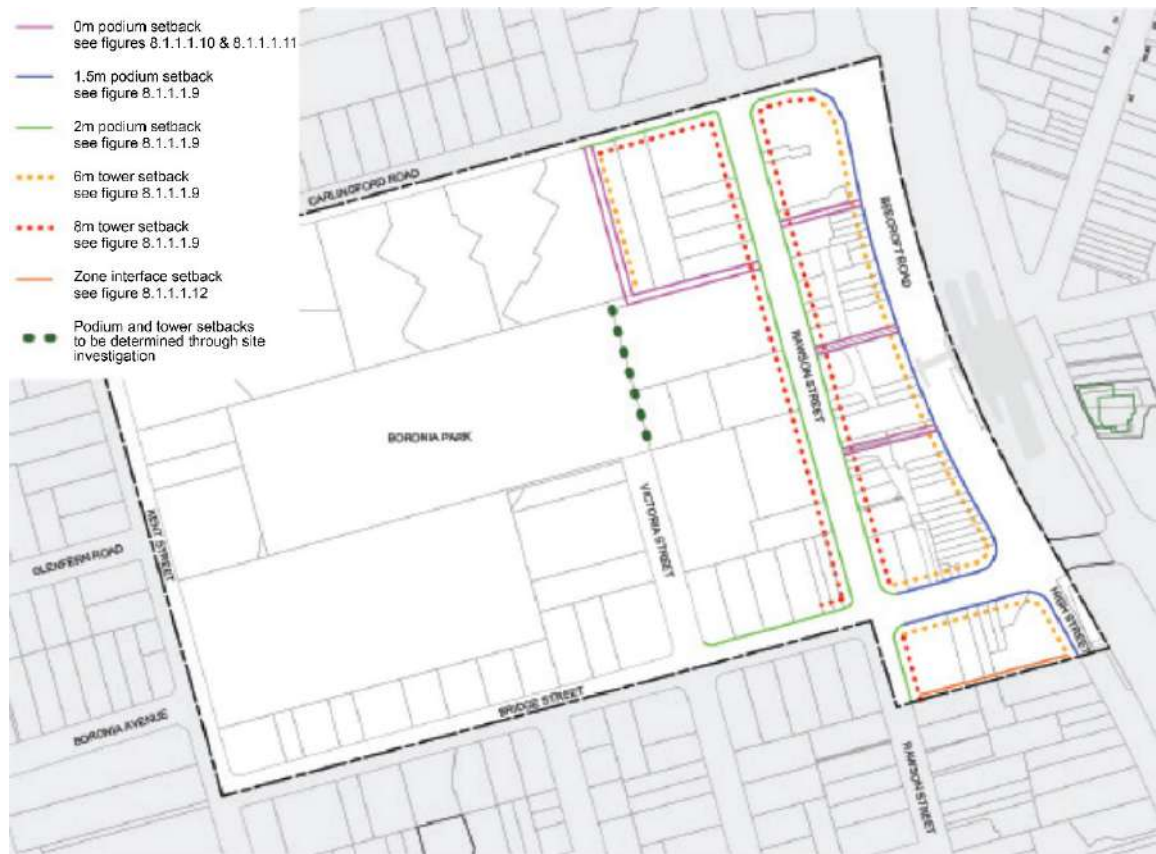 0m podium setback
see figures 8.1.1.1.10 & 8.1.1.1.11
1.5m podium setback
see figure 8.1.1.1.9
2m podium setback
see figure 8.1.1.1.9
6m tower setback
see figure 8.1.1.1.9
8m tower setback
see figure 8.1.1.1.9
Zone interface setback
see figure 8.1.1.1.12
Podium and tower setbacks
to be determined through site
investigation
CARLINGFORD ROAD
BEECROFT ROAD
RAWSON STREET
BORONIA PARK
VICTORIA STREET
KENT STREET
GLENFERN ROAD
HIGH STREET
BRIDGE STREET
BORONIA AVENUE
RAWSON STREET